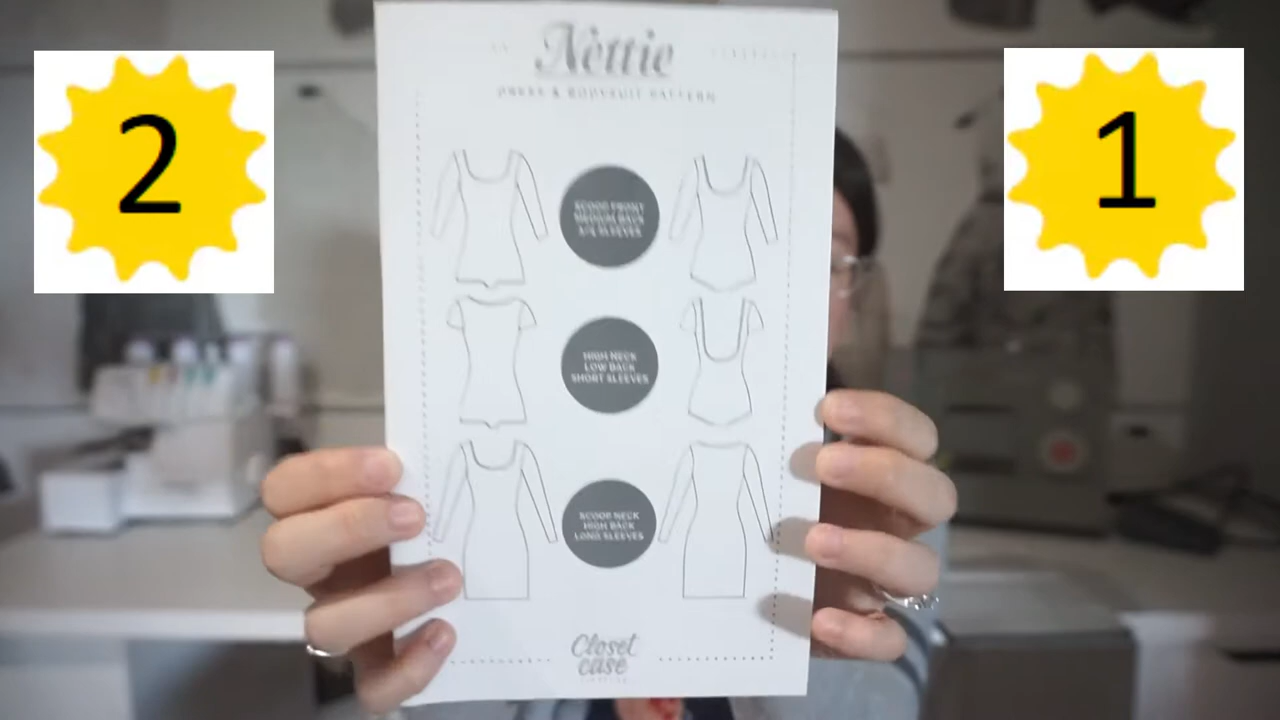 2
1
Nettie
DRESS & BODYSUIT PATTERN
SCOOP FRONT
MEDIUM BACK
3/4 SLEEVES
HIGH NECK
LOW BACK
SHORT SLEEVES
SCOOP NECK
HIGH BACK
LONG SLEEVES
Closet
case